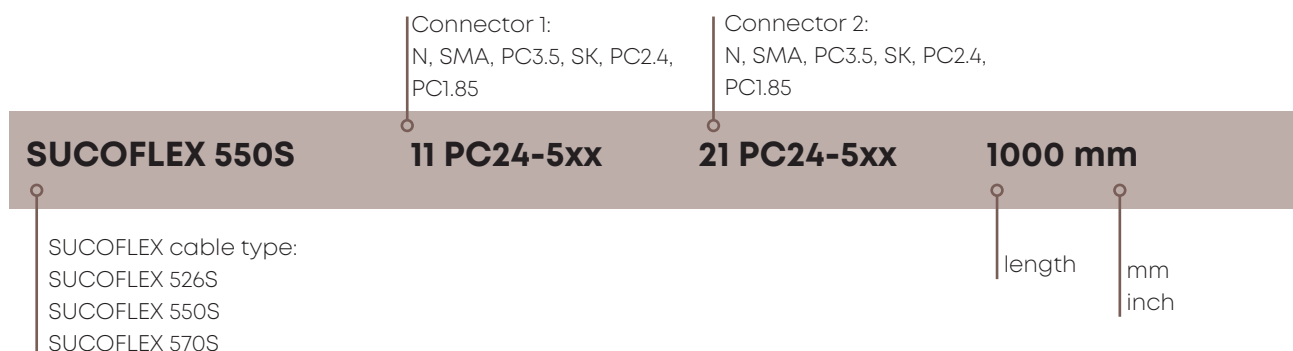 Connector 1:
N, SMA, PC3.5, SK, PC2.4,
PC1.85
Connector 2:
N, SMA, PC3.5, SK, PC2.4,
PC1.85
SUCOFLEX 550S 11 PC24-5xx 21 PC24-5xx 1000 mm
SUCOFLEX cable type:
SUCOFLEX 526S
SUCOFLEX 550S
SUCOFLEX 570S
length
mm
inch